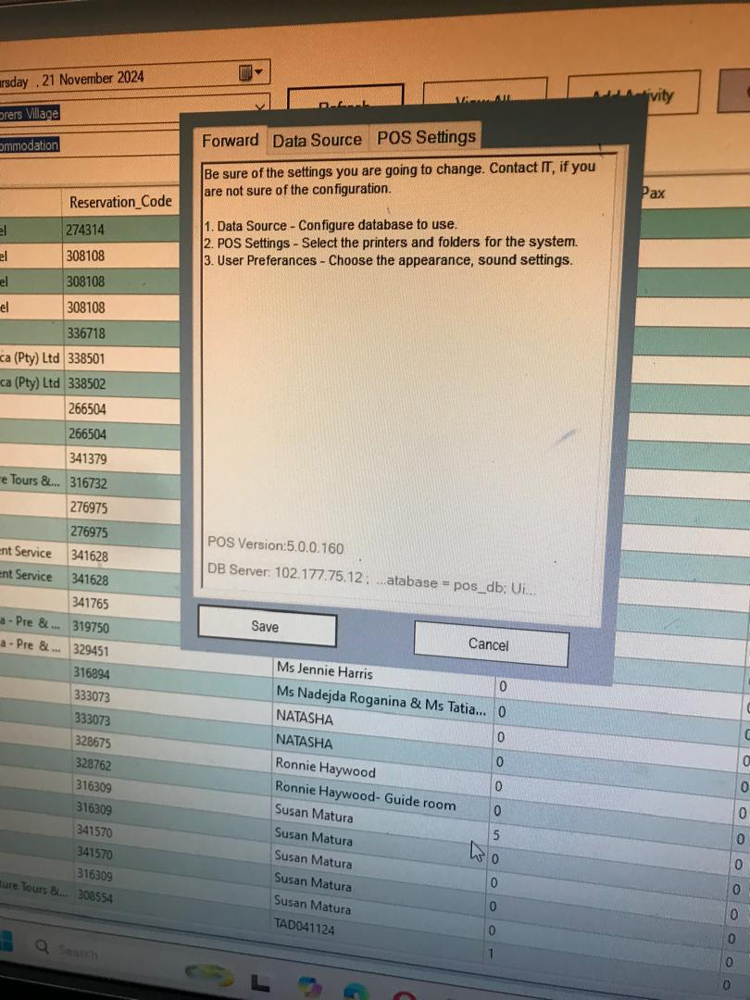 , 21 November 2024
orers Village
ommodation
Refresh
View All
Add Activity
Forward
Data Source
POS Settings
Be sure of the settings you are going to change. Contact IT, if you
are not sure of the configuration.
1. Data Source - Configure database to use.
2. POS Settings - Select the printers and folders for the system.
3. User Preferances - Choose the appearance, sound settings.
POS Version:5.0.0.160
DB Server: 102.177.75.12 ; ...atabase = pos_db; Ui...
Save
Cancel
Reservation_Code
Pax
el 274314
el 308108
el 308108
el 308108
336718
ca (Pty) Ltd 338501
ca (Pty) Ltd 338502
266504
266504
341379
e Tours &... 316732
276975
276975
ent Service 341628
ent Service 341628
341765
a - Pre & ... 319750
a - Pre & ... 329451
316894 Ms Jennie Harris 0
333073 Ms Nadejda Roganina & Ms Tatia... 0
333073 NATASHA 0
328675 NATASHA 0
328762 Ronnie Haywood 0
316309 Ronnie Haywood- Guide room 0
316309 Susan Matura 5
341570 Susan Matura 0
341570 Susan Matura 0
316309 Susan Matura 0
ture Tours &... 308554 Susan Matura 0
TAD041124 1
Search